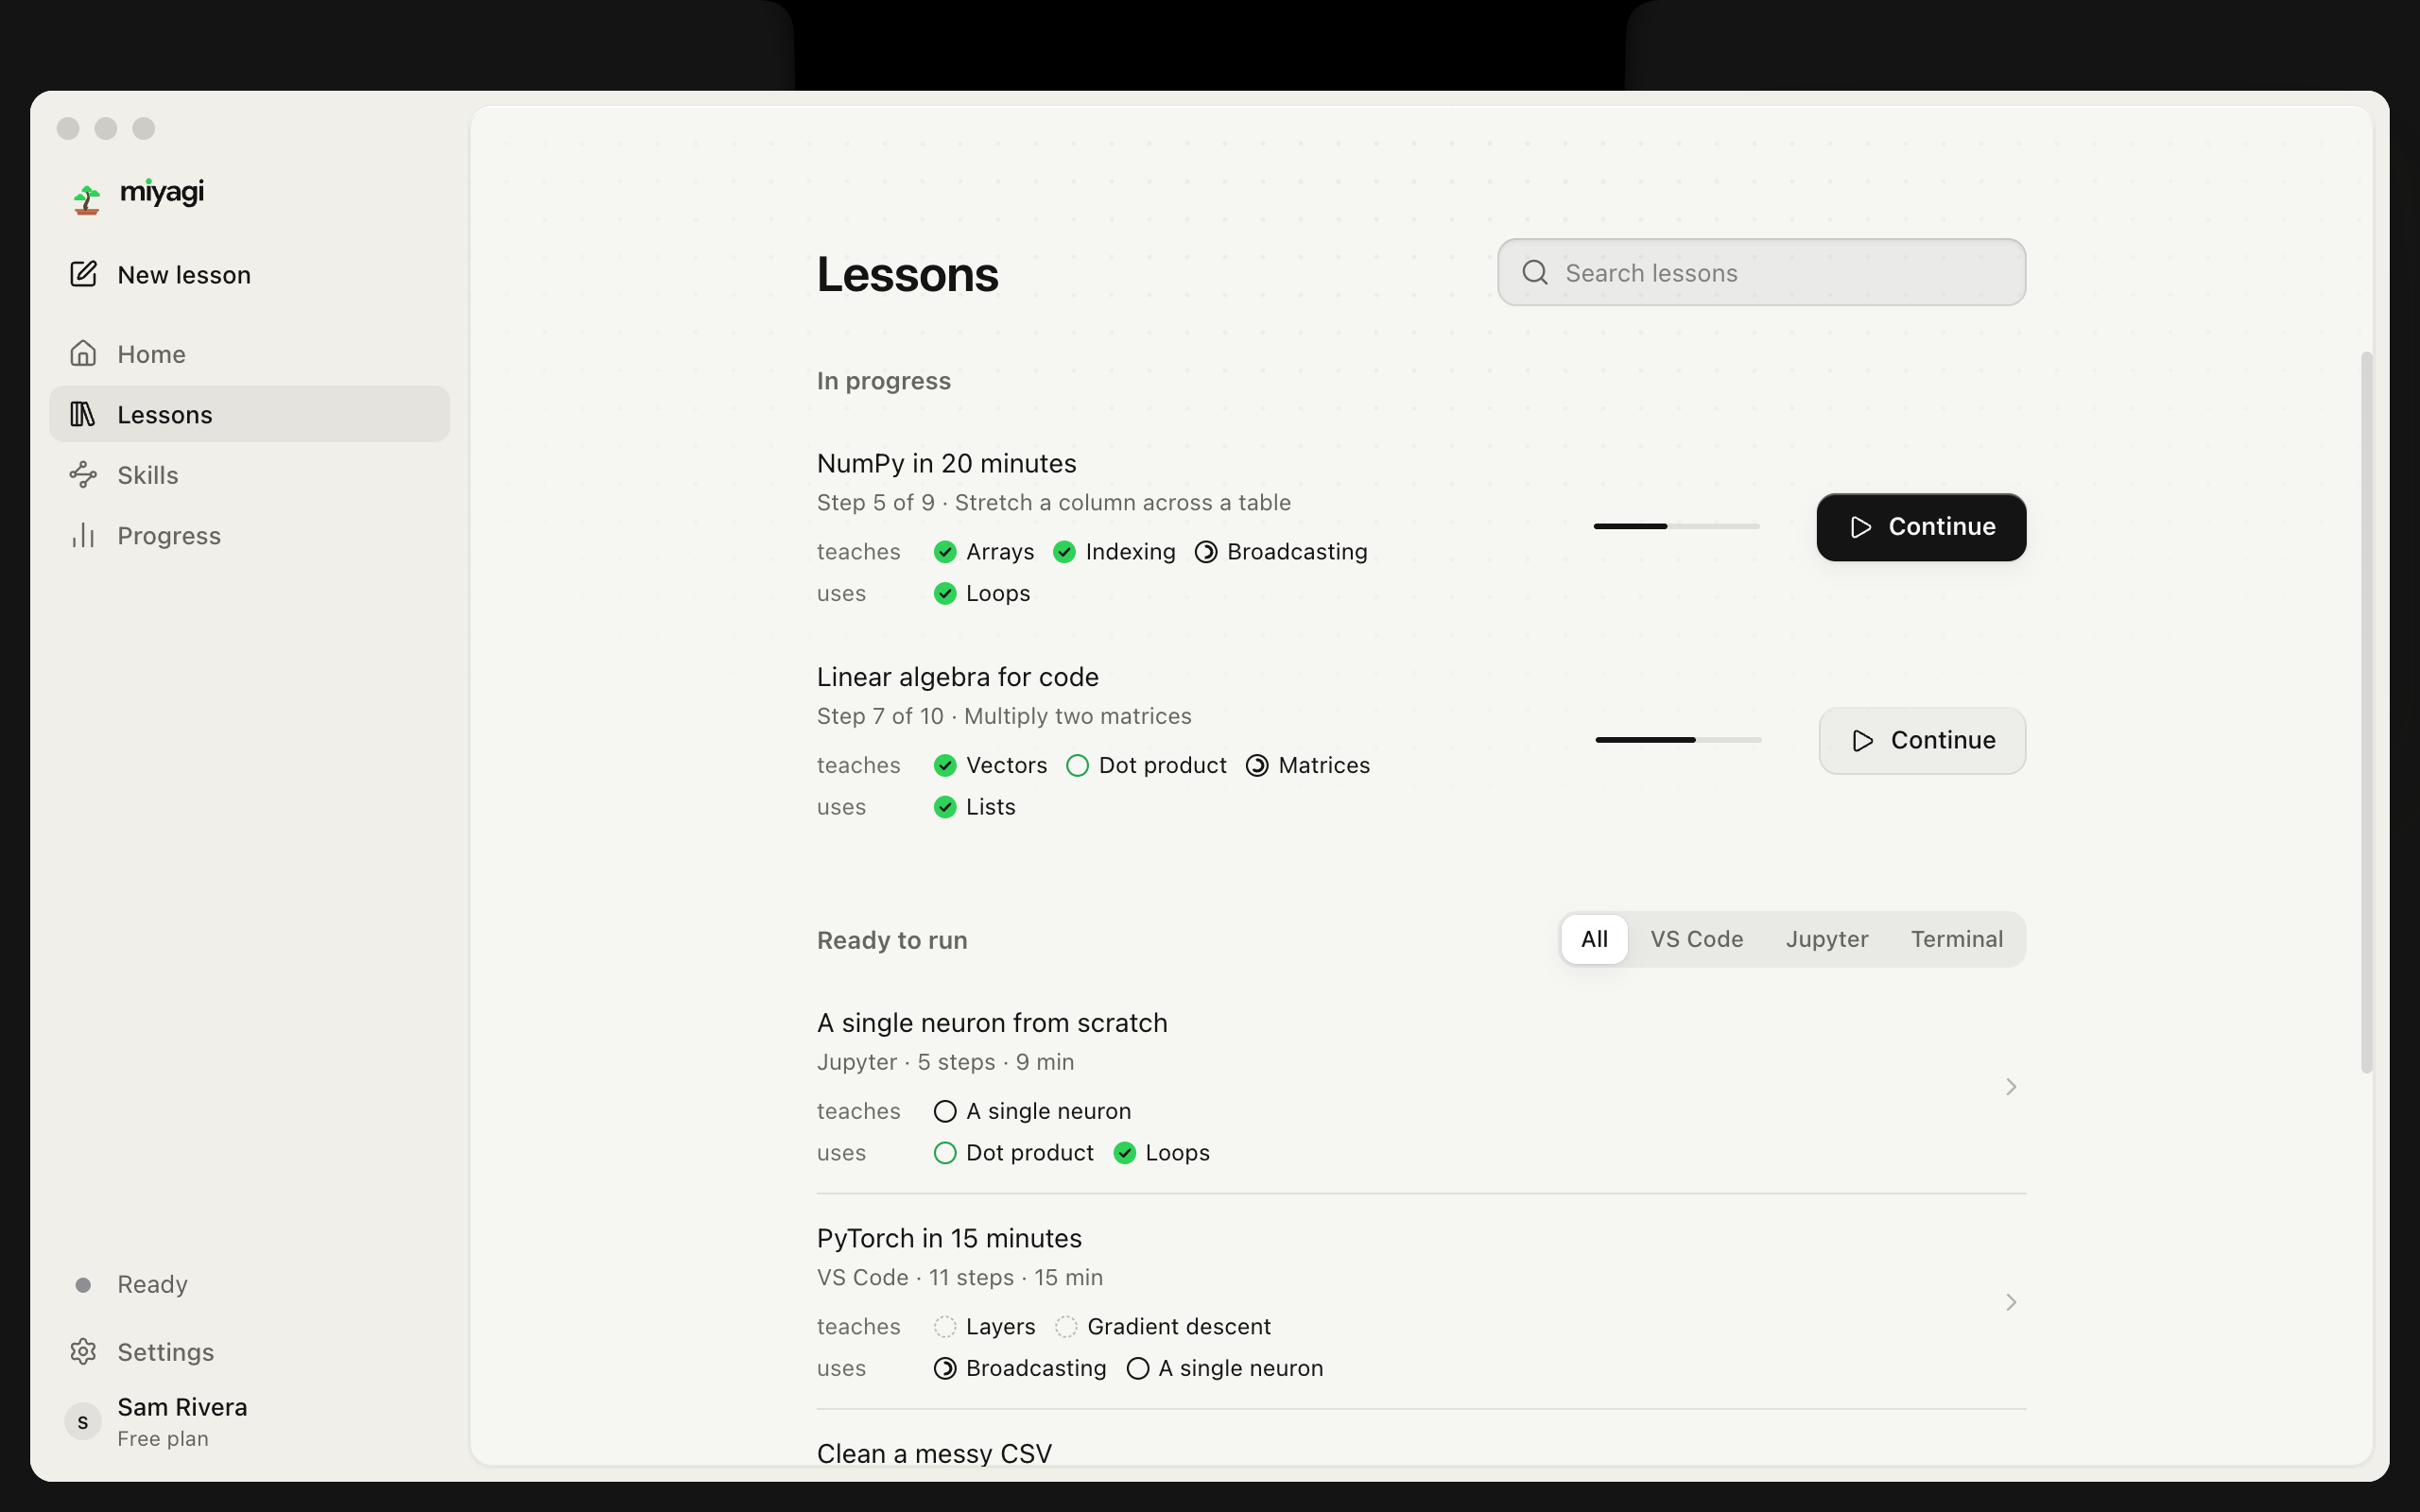 miyagi
New lesson
Home
Lessons
Skills
Progress
Ready
Settings
S
Sam Rivera
Free plan
Lessons
Search lessons
In progress
NumPy in 20 minutes
Step 5 of 9 · Stretch a column across a table
teaches Arrays Indexing Broadcasting
uses Loops
Continue
Linear algebra for code
Step 7 of 10 · Multiply two matrices
teaches Vectors Dot product Matrices
uses Lists
Continue
Ready to run
All VS Code Jupyter Terminal
A single neuron from scratch
Jupyter · 5 steps · 9 min
teaches A single neuron
uses Dot product Loops
PyTorch in 15 minutes
VS Code · 11 steps · 15 min
teaches Layers Gradient descent
uses Broadcasting A single neuron
Clean a messy CSV